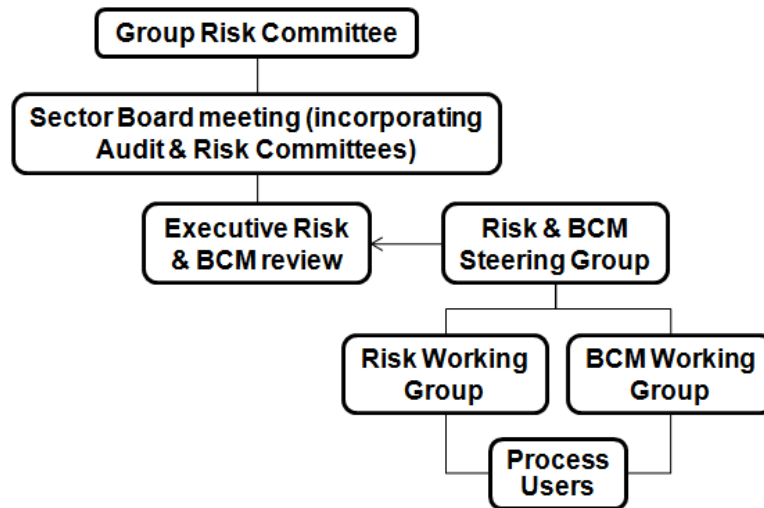 Group Risk Committee
Sector Board meeting (incorporating
Audit & Risk Committees)
Executive Risk
& BCM review
Risk & BCM
Steering Group
Risk Working
Group
BCM Working
Group
Process
Users